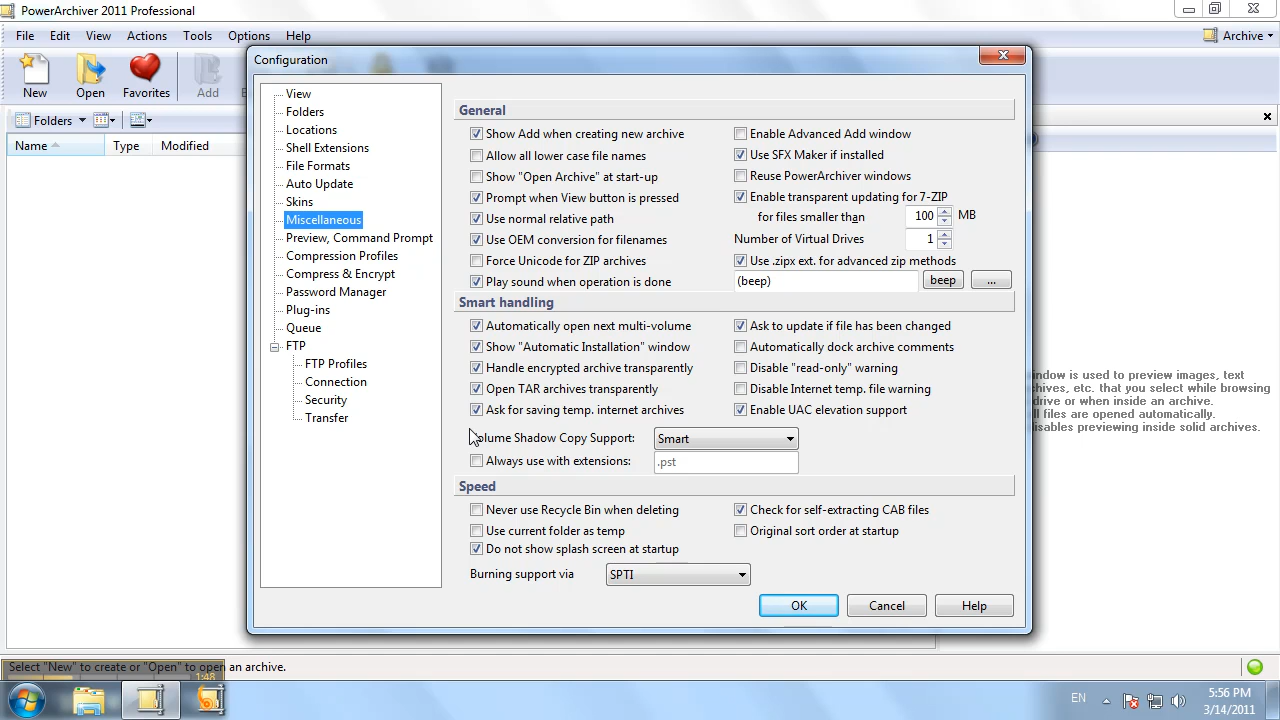 PowerArchiver 2011 Professional
File Edit View Actions Tools Options Help Archive
New Open Favorites Add
Folders
Name Type Modified
Configuration
View
Folders
Locations
Shell Extensions
File Formats
Auto Update
Skins
Miscellaneous
Preview, Command Prompt
Compression Profiles
Compress & Encrypt
Password Manager
Plug-ins
Queue
FTP
FTP Profiles
Connection
Security
Transfer
General
Show Add when creating new archive Enable Advanced Add window
Allow all lower case file names Use SFX Maker if installed
Show "Open Archive" at start-up Reuse PowerArchiver windows
Prompt when View button is pressed Enable transparent updating for 7-ZIP
Use normal relative path for files smaller than 100 MB
Use OEM conversion for filenames Number of Virtual Drives 1
Force Unicode for ZIP archives Use .zipx ext. for advanced zip methods
Play sound when operation is done (beep) beep ...
Smart handling
Automatically open next multi-volume Ask to update if file has been changed
Show "Automatic Installation" window Automatically dock archive comments
Handle encrypted archive transparently Disable "read-only" warning
Open TAR archives transparently Disable Internet temp. file warning
Ask for saving temp. internet archives Enable UAC elevation support
olume Shadow Copy Support: Smart
Always use with extensions: .pst
Speed
Never use Recycle Bin when deleting Check for self-extracting CAB files
Use current folder as temp Original sort order at startup
Do not show splash screen at startup
Burning support via SPTI
OK Cancel Help
indow is used to preview images, text
chives, etc. that you select while browsing
drive or when inside an archive.
ll files are opened automatically.
isables previewing inside solid archives.
Select "New" to create or "Open" to open an archive.
1:48
EN 5:56 PM
3/14/2011